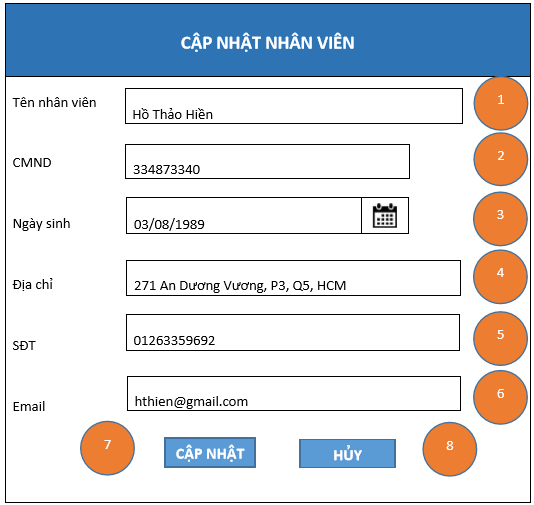 CẬP NHẬT NHÂN VIÊN
Tên nhân viên Hồ Thảo Hiền 1
CMND 334873340 2
Ngày sinh 03/08/1989 3
Địa chỉ 271 An Dương Vương, P3, Q5, HCM 4
SĐT 01263359692 5
Email hthien@gmail.com 6
7 CẬP NHẬT HỦY 8